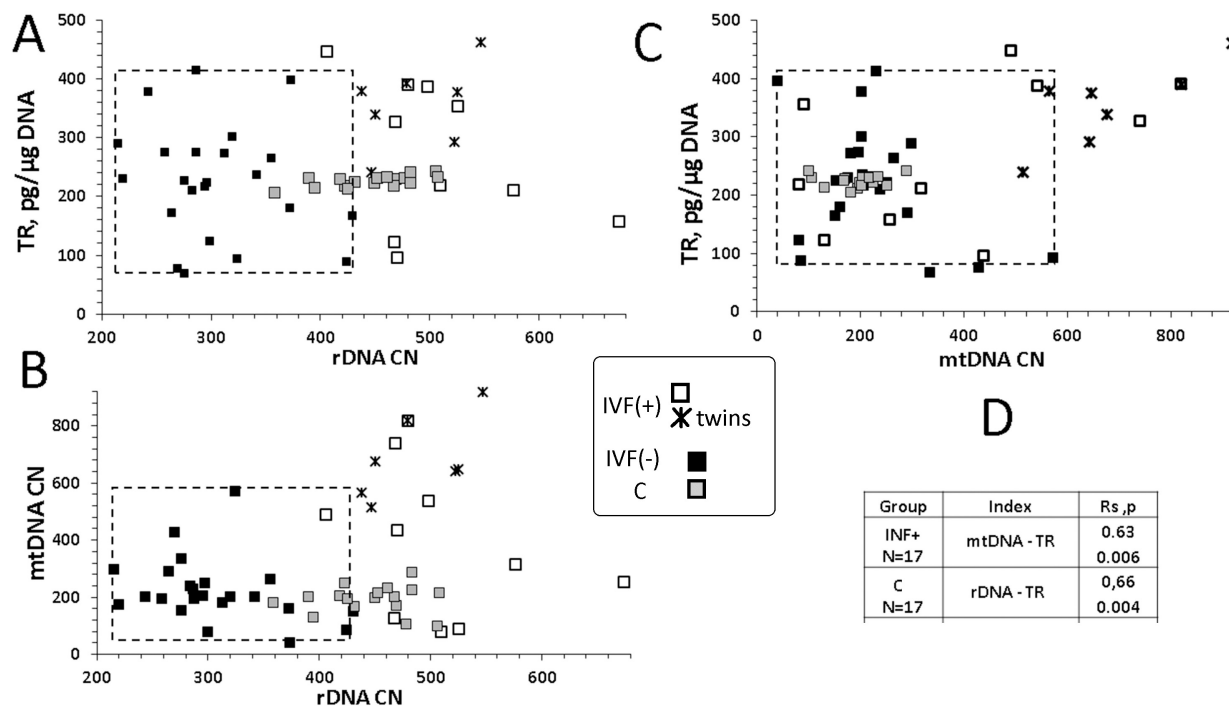 A
TR, pg/µg DNA
500
400
300
200
100
0
200
300
400
500
600
rDNA CN
C
TR, pg/µg DNA
500
400
300
200
100
0
0
200
400
600
800
mtDNA CN
B
mtDNA CN
800
600
400
200
0
200
300
400
500
600
rDNA CN
IVF(+)
twins
IVF(-)
C
D
Group Index Rs ,p
INF+ N=17 mtDNA - TR 0.63 0.006
C N=17 rDNA - TR 0,66 0.004